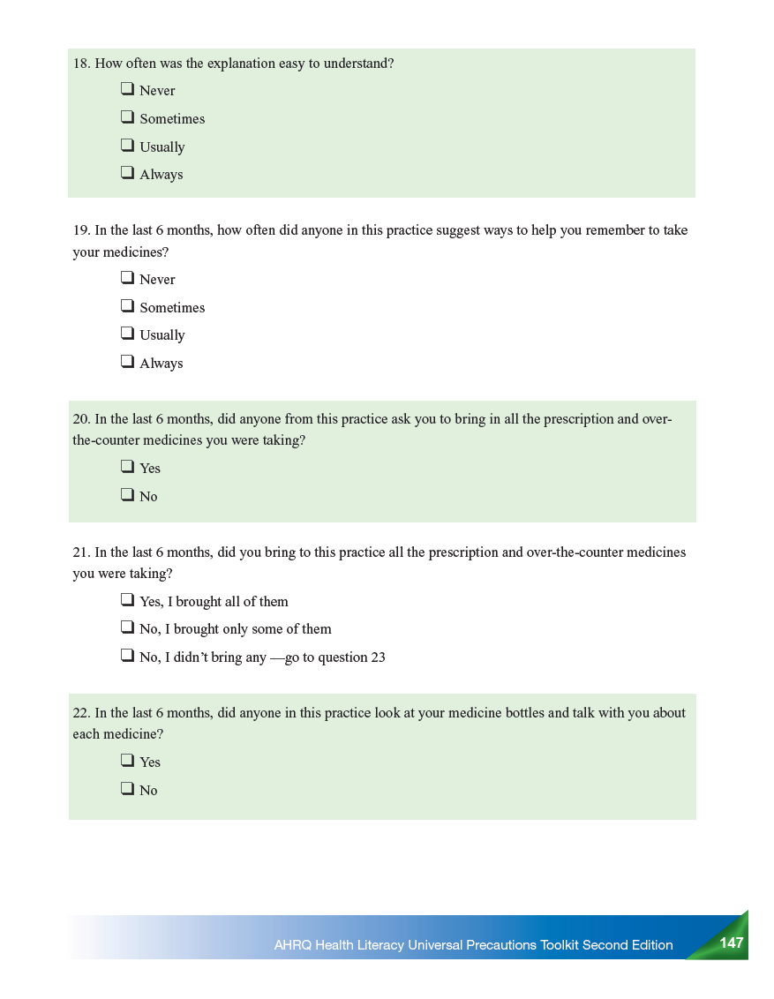 18. How often was the explanation easy to understand?
❏ Never
❏ Sometimes
❏ Usually
❏ Always
19. In the last 6 months, how often did anyone in this practice suggest ways to help you remember to take
your medicines?
❏ Never
❏ Sometimes
❏ Usually
❏ Always
20. In the last 6 months, did anyone from this practice ask you to bring in all the prescription and over-
the-counter medicines you were taking?
❏ Yes
❏ No
21. In the last 6 months, did you bring to this practice all the prescription and over-the-counter medicines
you were taking?
❏ Yes, I brought all of them
❏ No, I brought only some of them
❏ No, I didn’t bring any —go to question 23
22. In the last 6 months, did anyone in this practice look at your medicine bottles and talk with you about
each medicine?
❏ Yes
❏ No
AHRQ Health Literacy Universal Precautions Toolkit Second Edition 147